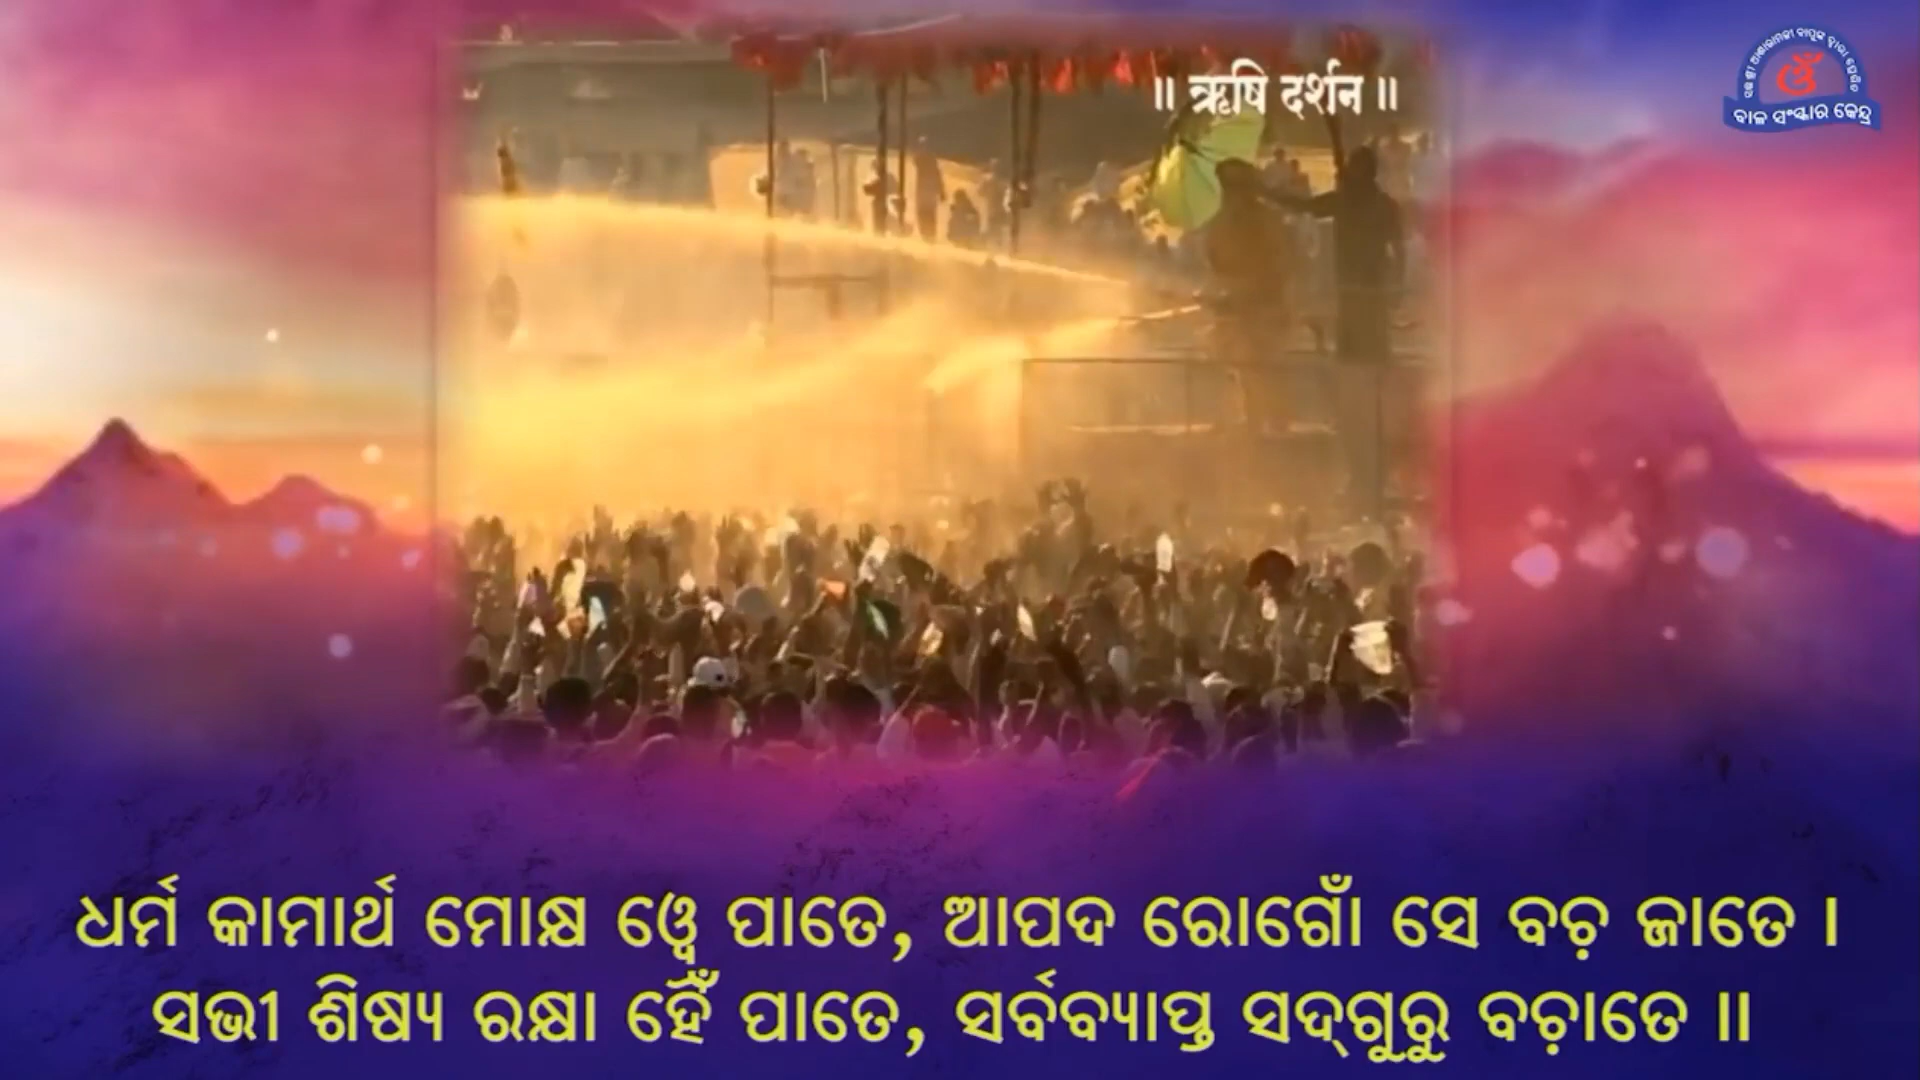 ॥ ऋषि दर्शन ॥
ବାଳ ସଂସ୍କାର କେନ୍ଦ୍ର
ଧର୍ମ କାମାର୍ଥ ମୋକ୍ଷ ୱେ ପାତେ, ଆପଦ ରୋଗୋଁ ସେ ବଚ଼ ଜାତେ ।
ସଭୀ ଶିଷ୍ୟ ରକ୍ଷା ହୈଁ ପାତେ, ସର୍ବବ୍ୟାପ୍ତ ସଦ୍‌ଗୁରୁ ବଚ଼ାତେ ॥